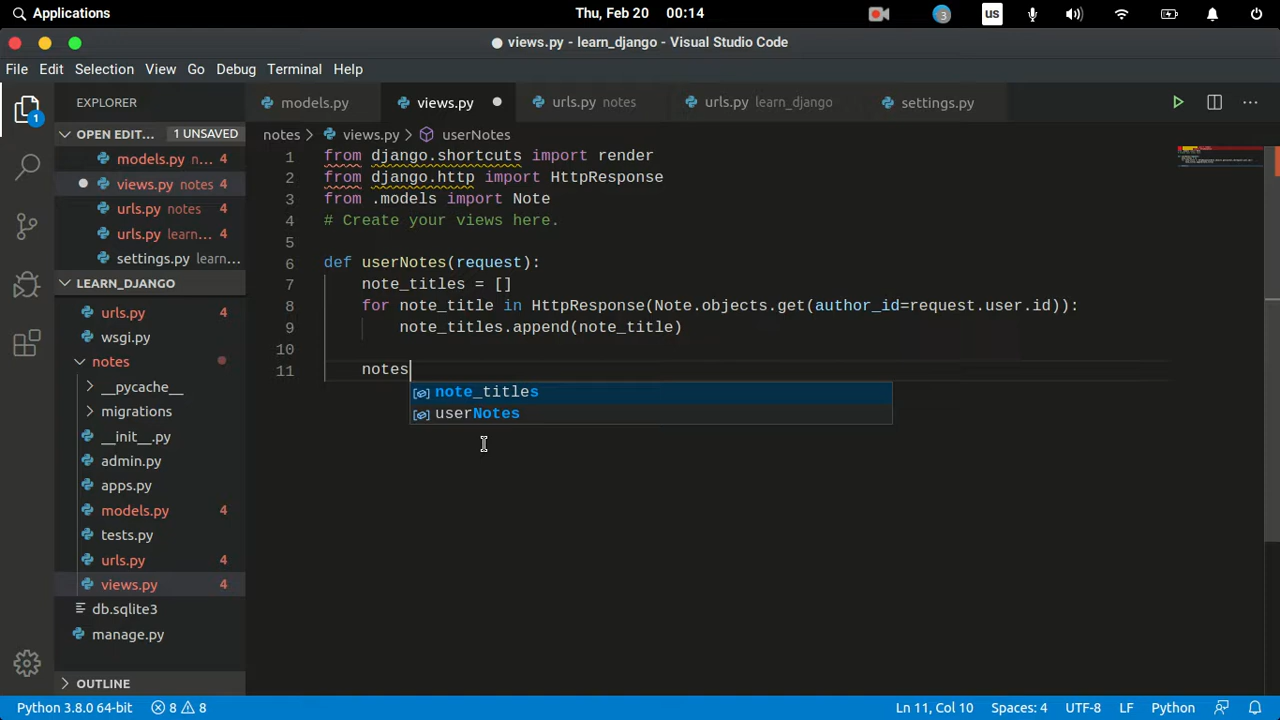 Applications
Thu, Feb 20 00:14
3
us
views.py - learn_django - Visual Studio Code
File Edit Selection View Go Debug Terminal Help
1
EXPLORER
models.py
views.py
urls.py notes
urls.py learn_django
settings.py
OPEN EDIT... 1 UNSAVED
models.py n... 4
views.py notes 4
urls.py notes 4
urls.py learn... 4
settings.py learn...
LEARN_DJANGO
urls.py 4
wsgi.py
notes
__pycache__
migrations
__init__.py
admin.py
apps.py
models.py 4
tests.py
urls.py 4
views.py 4
db.sqlite3
manage.py
OUTLINE
notes > views.py > userNotes
1 from django.shortcuts import render
2 from django.http import HttpResponse
3 from .models import Note
4 # Create your views here.
5
6 def userNotes(request):
7 note_titles = []
8 for note_title in HttpResponse(Note.objects.get(author_id=request.user.id)):
9 note_titles.append(note_title)
10
11 notes
note_titles
userNotes
Python 3.8.0 64-bit 8 8
Ln 11, Col 10 Spaces: 4 UTF-8 LF Python